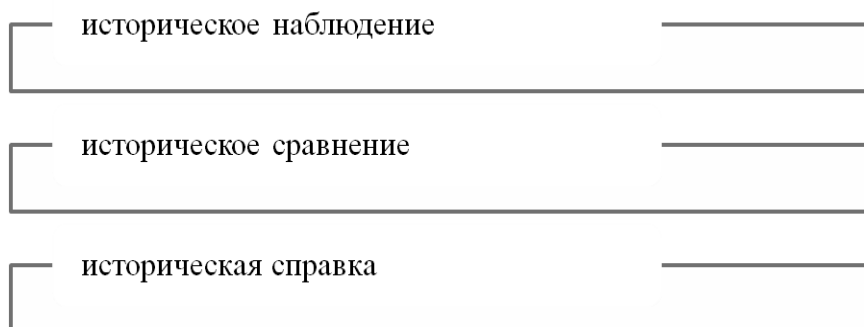 историческое наблюдение
историческое сравнение
историческая справка